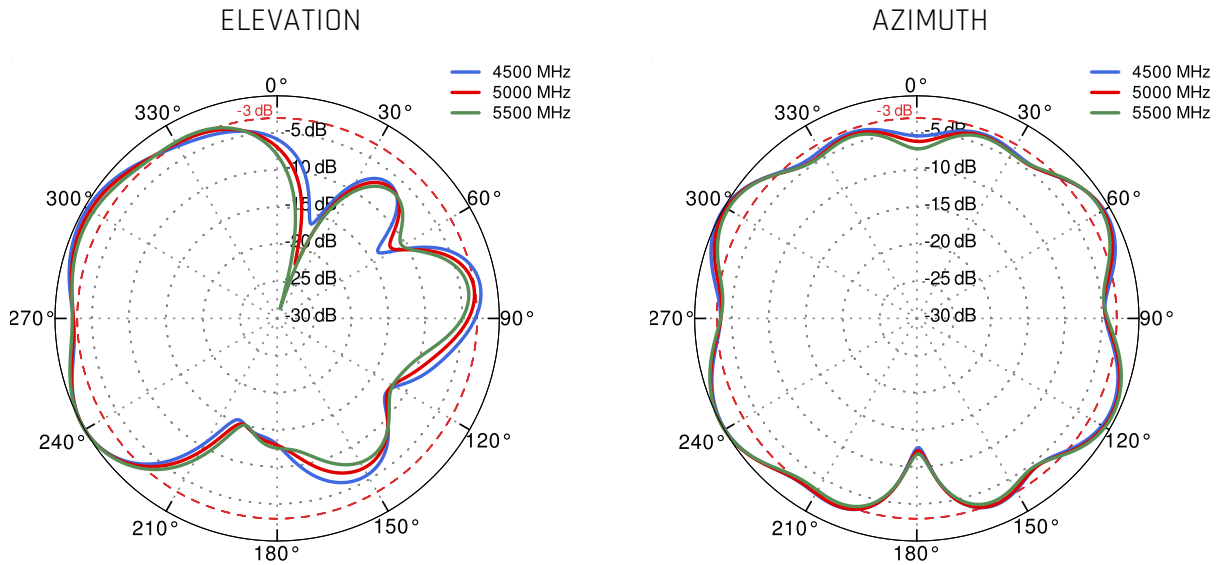 ELEVATION
4500 MHz
5000 MHz
5500 MHz
0°
-3 dB
330°
30°
-5 dB
-10 dB
300°
60°
-15 dB
-20 dB
-25 dB
270°
-30 dB
90°
240°
120°
210°
150°
180°
AZIMUTH
4500 MHz
5000 MHz
5500 MHz
0°
-3 dB
330°
30°
-5 dB
-10 dB
300°
60°
-15 dB
-20 dB
-25 dB
270°
-30 dB
90°
240°
120°
210°
150°
180°